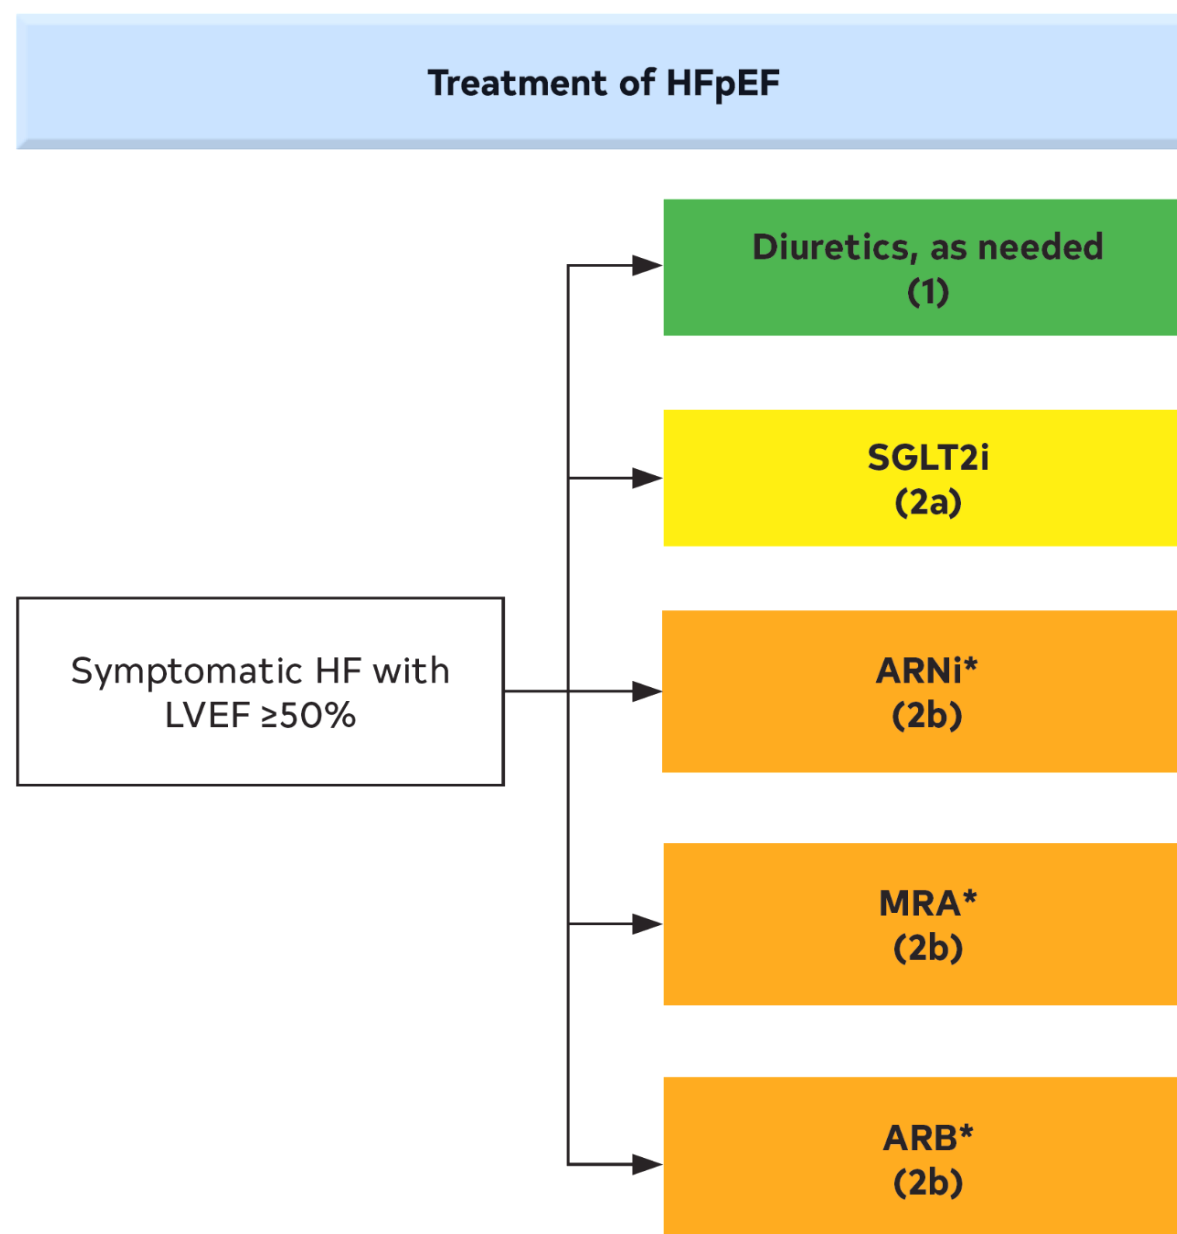 Treatment of HFpEF
Diuretics, as needed
(1)
SGLT2i
(2a)
Symptomatic HF with
LVEF ≥50%
ARNi*
(2b)
MRA*
(2b)
ARB*
(2b)